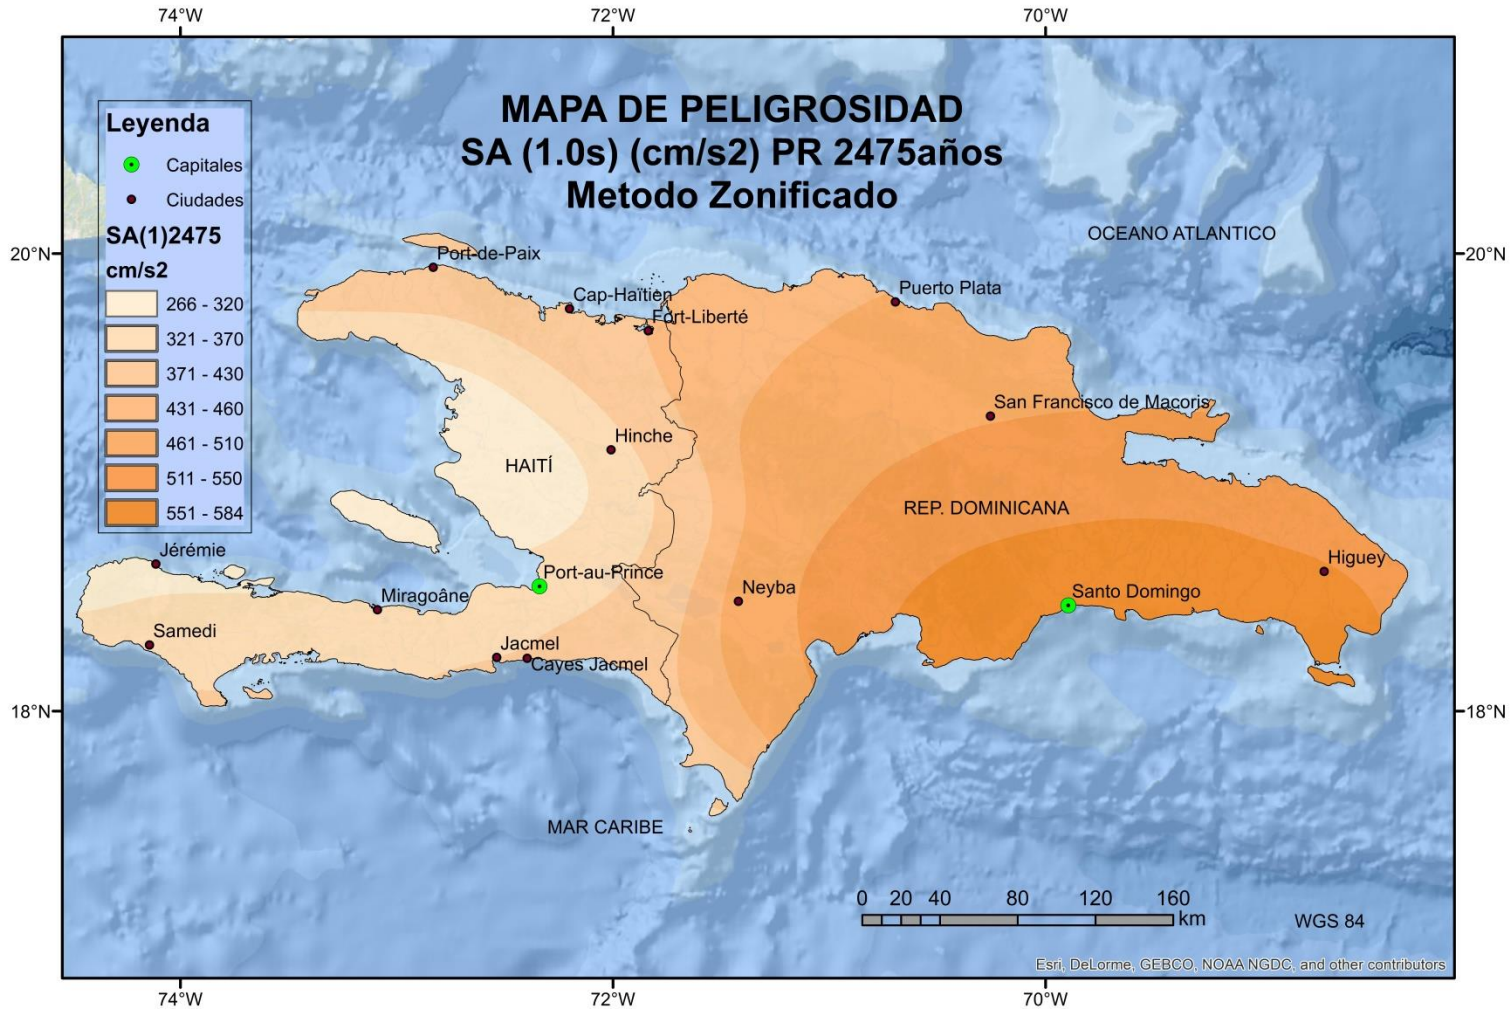 74°W
72°W
70°W
MAPA DE PELIGROSIDAD
SA (1.0s) (cm/s2) PR 2475años
Metodo Zonificado
Leyenda
Capitales
Ciudades
SA(1)2475
cm/s2
266 - 320
321 - 370
371 - 430
431 - 460
461 - 510
511 - 550
551 - 584
20°N
20°N
OCEANO ATLANTICO
Port-de-Paix
Cap-Haïtien
Fort-Liberté
Puerto Plata
San Francisco de Macoris
Hinche
HAITÍ
REP. DOMINICANA
Jérémie
Port-au-Prince
Higuey
Miragoâne
Neyba
Santo Domingo
Samedi
Jacmel
Cayes Jacmel
18°N
18°N
MAR CARIBE
0 20 40 80 120 160
km
WGS 84
Esri, DeLorme, GEBCO, NOAA NGDC, and other contributors
74°W
72°W
70°W